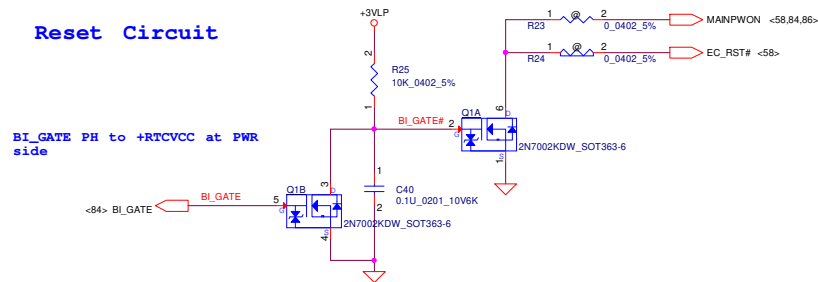 +3VLP
1 @ 2
MAINPWON <58,84,86>
R23 0_0402_5%
Reset Circuit
1 @ 2
EC_RST# <58>
R24 0_0402_5%
2
R25
10K_0402_5%
1
6
Q1A D
BI_GATE# 2
G
2N7002KDW_SOT363-6
S
1
BI_GATE PH to +RTCVCC at PWR
side
3
1
Q1B D
C40
0.1U_0201_10V6K
<84> BI_GATE BI_GATE 5
G
2
2N7002KDW_SOT363-6
S
4